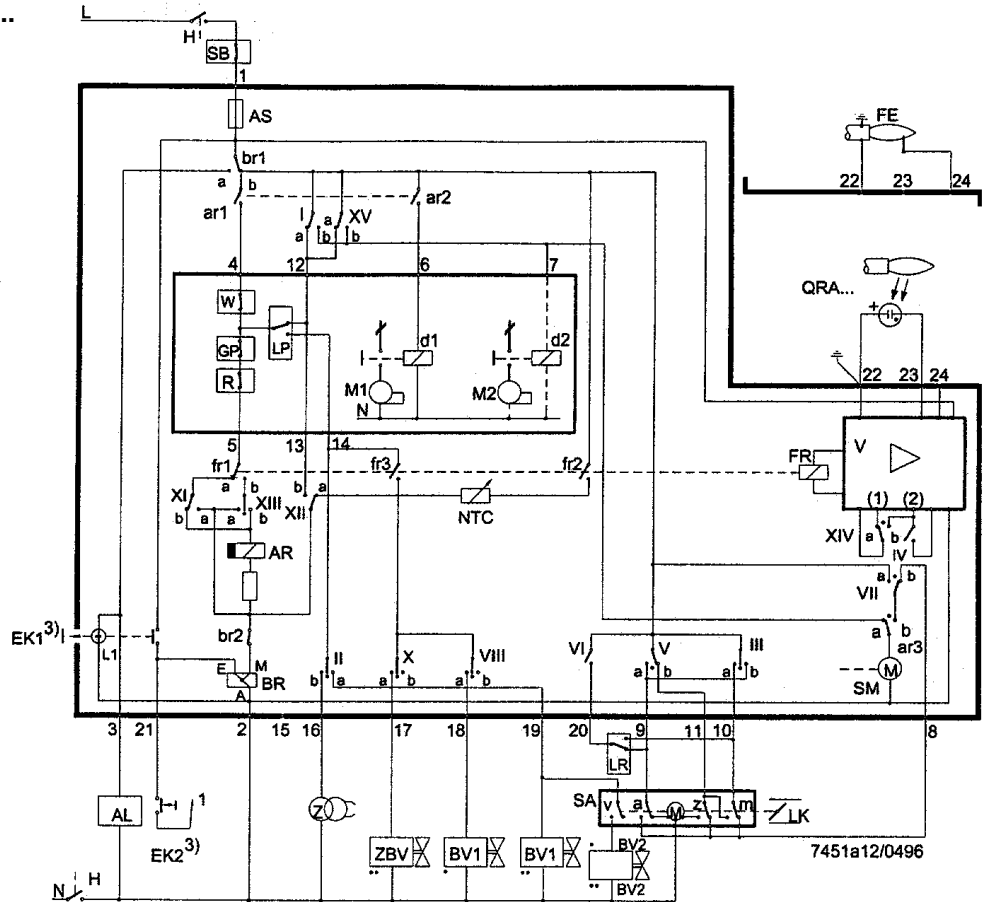 L
H
SB
1
AS
FE
br1
a b
22 23 24
ar1
ar2
I a XV
a b b
4 12 6 7
QRA...
+
W
GP
LP
R
d1
d2
M1
M2
N
22 23 24
V
FR
5 13 14
fr1
fr3
fr2
XI
XIII
b a
XII
b a a b
NTC
(1) (2)
XIV a b
IV
AR
a b
VII
EK1 3)
L1
br2
a b
ar3
E M
BR
A
II X VIII
b a a b a b
VI V III
a b a b
M
SM
3 21 2 15 16 17 18 19 20 9 11 10 8
LR
AL
1
EK2 3)
Z
SA v a M z m LK
ZBV
BV1
BV1
BV2
BV2
7451a12/0496
N H